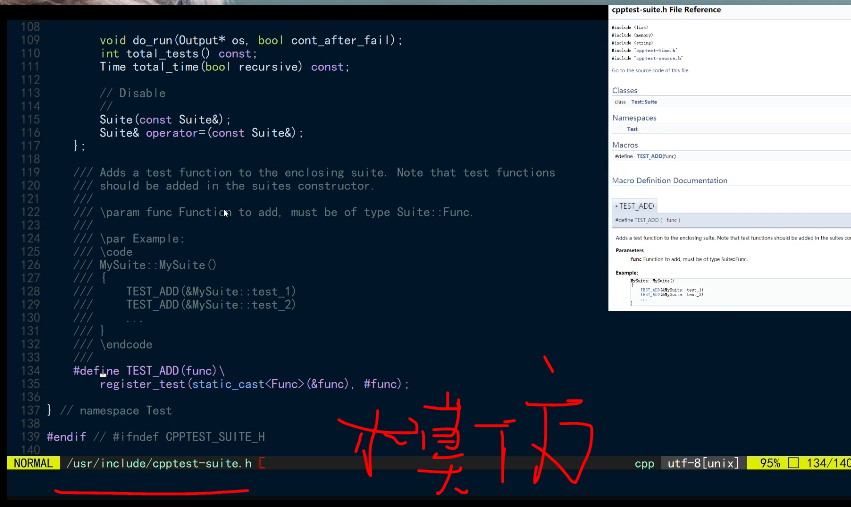 108
109 void do_run(Output* os, bool cont_after_fail);
110 int total_tests() const;
111 Time total_time(bool recursive) const;
112
113 // Disable
114 //
115 Suite(const Suite&);
116 Suite& operator=(const Suite&);
117 };
118
119 /// Adds a test function to the enclosing suite. Note that test functions
120 /// should be added in the suites constructor.
121 ///
122 /// \param func Function to add, must be of type Suite::Func.
123 ///
124 /// \par Example:
125 /// \code
126 /// MySuite::MySuite()
127 /// {
128 /// TEST_ADD(&MySuite::test_1)
129 /// TEST_ADD(&MySuite::test_2)
130 /// ...
131 /// }
132 /// \endcode
133 ///
134 #define TEST_ADD(func)\
135 register_test(static_cast<Func>(&func), #func);
136
137 } // namespace Test
138
139 #endif // #ifndef CPPTEST_SUITE_H
140
NORMAL /usr/include/cpptest-suite.h [ cpp utf-8[unix] 95% 134/140
cpptest-suite.h File Reference
#include <list>
#include <memory>
#include <string>
#include "cpptest-time.h"
#include "cpptest-source.h"
Go to the source code of this file.
Classes
class Test::Suite
Namespaces
Test
Macros
#define TEST_ADD(func)
Macro Definition Documentation
TEST_ADD
#define TEST_ADD ( func )
Adds a test function to the enclosing suite. Note that test functions should be added in the suites
Parameters
func Function to add, must be of type Suite::Func.
Example:
MySuite::MySuite()
{
TEST_ADD(&MySuite::test_1)
TEST_ADD(&MySuite::test_2)
...
}